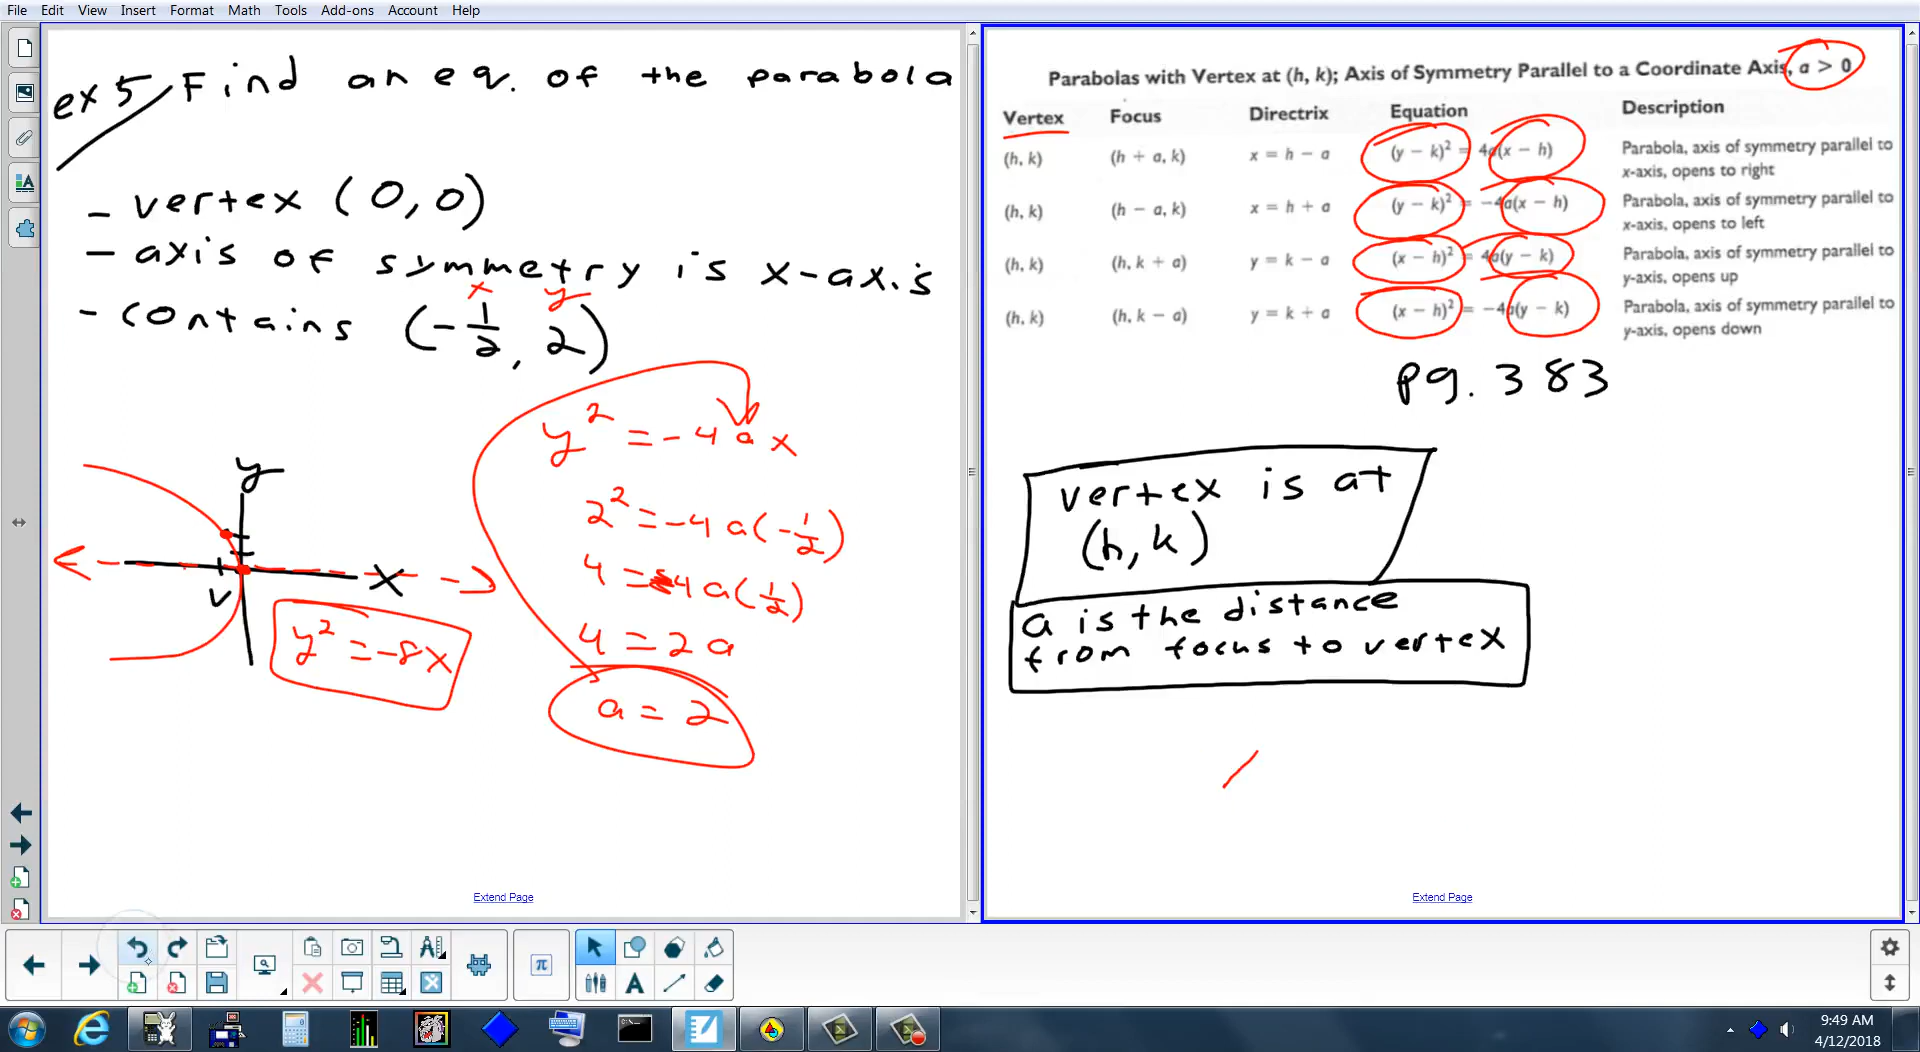 File Edit View Insert Format Math Tools Add-ons Account Help
ex 5 Find an eq. of the parabola
- vertex (0,0)
- axis of symmetry is x-axis
x y
- contains (-1/2, 2)
y² = -4ax
2² = -4a(-1/2)
4 = 4a(1/2)
4 = 2a
a = 2
y
x
V
y² = -8x
Extend Page
Parabolas with Vertex at (h, k); Axis of Symmetry Parallel to a Coordinate Axis, a > 0
Vertex Focus Directrix Equation Description
(h, k) (h + a, k) x = h − a (y − k)² = 4a(x − h) Parabola, axis of symmetry parallel to
x-axis, opens to right
(h, k) (h − a, k) x = h + a (y − k)² = −4a(x − h) Parabola, axis of symmetry parallel to
x-axis, opens to left
(h, k) (h, k + a) y = k − a (x − h)² = 4a(y − k) Parabola, axis of symmetry parallel to
y-axis, opens up
(h, k) (h, k − a) y = k + a (x − h)² = −4a(y − k) Parabola, axis of symmetry parallel to
y-axis, opens down
pg. 383
vertex is at
(h, k)
a is the distance
from focus to vertex
Extend Page
π
A
9:49 AM
4/12/2018